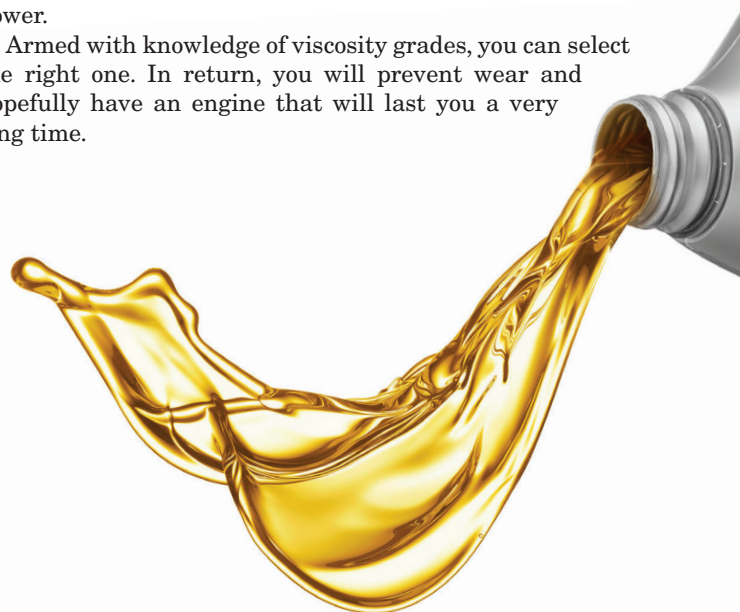 ower.
Armed with knowledge of viscosity grades, you can select
e right one. In return, you will prevent wear and
opefully have an engine that will last you a very
ng time.